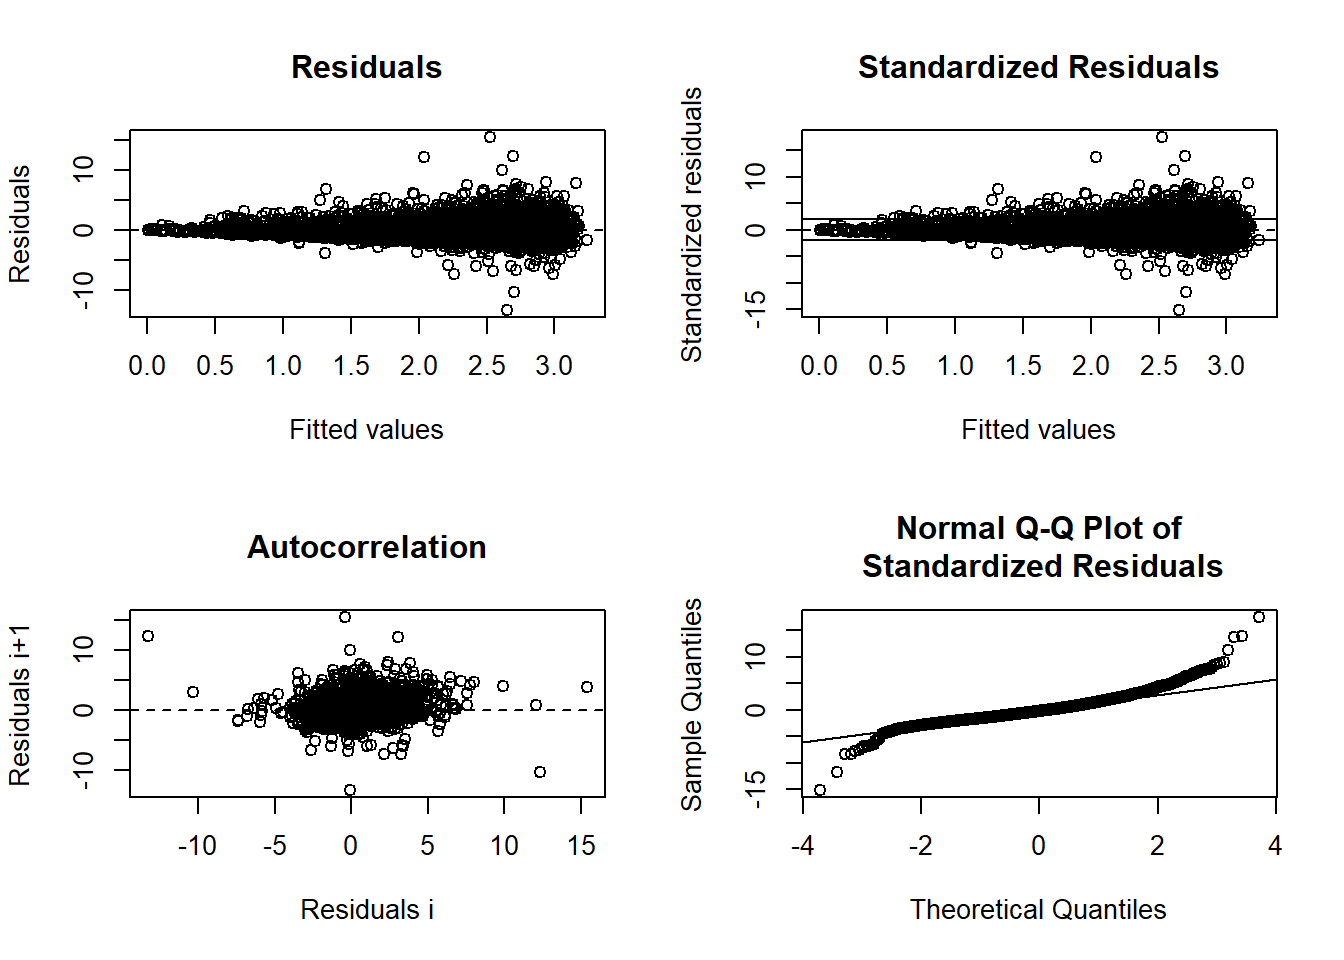 Residuals
Residuals
10
0
-10
0.0 0.5 1.0 1.5 2.0 2.5 3.0
Fitted values
Standardized Residuals
Standardized residuals
10
0
-15
0.0 0.5 1.0 1.5 2.0 2.5 3.0
Fitted values
Autocorrelation
Residuals i+1
10
0
-10
-10 -5 0 5 10 15
Residuals i
Normal Q-Q Plot of
Standardized Residuals
Sample Quantiles
10
0
-15
-4 -2 0 2 4
Theoretical Quantiles